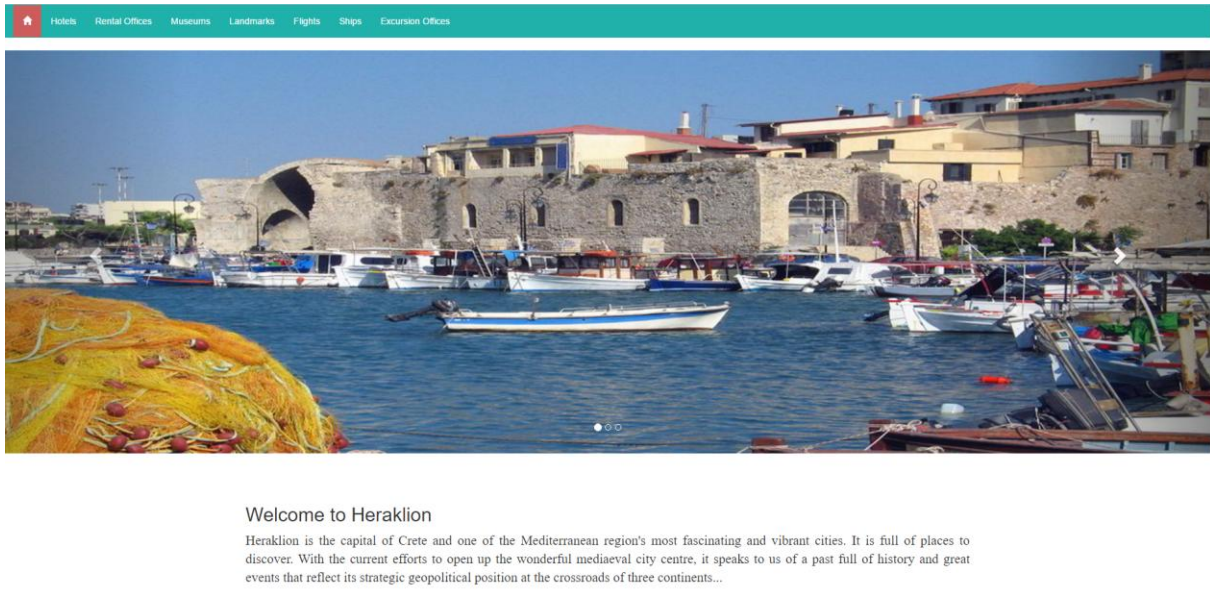 Hotels Rental Offices Museums Landmarks Flights Ships Excursion Offices
Welcome to Heraklion
Heraklion is the capital of Crete and one of the Mediterranean region's most fascinating and vibrant cities. It is full of places to
discover. With the current efforts to open up the wonderful mediaeval city centre, it speaks to us of a past full of history and great
events that reflect its strategic geopolitical position at the crossroads of three continents...